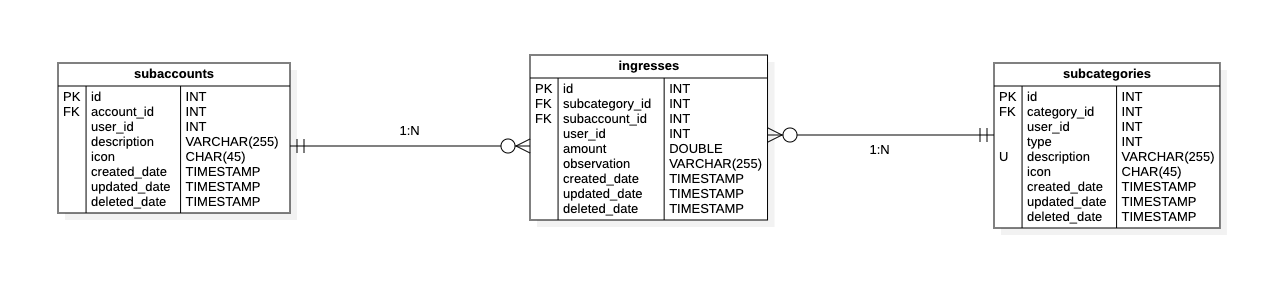 subaccounts
PK id INT
FK account_id INT
user_id INT
description VARCHAR(255)
icon CHAR(45)
created_date TIMESTAMP
updated_date TIMESTAMP
deleted_date TIMESTAMP
1:N
ingresses
PK id INT
FK subcategory_id INT
FK subaccount_id INT
user_id INT
amount DOUBLE
observation VARCHAR(255)
created_date TIMESTAMP
updated_date TIMESTAMP
deleted_date TIMESTAMP
1:N
subcategories
PK id INT
FK category_id INT
user_id INT
type INT
U description VARCHAR(255)
icon CHAR(45)
created_date TIMESTAMP
updated_date TIMESTAMP
deleted_date TIMESTAMP